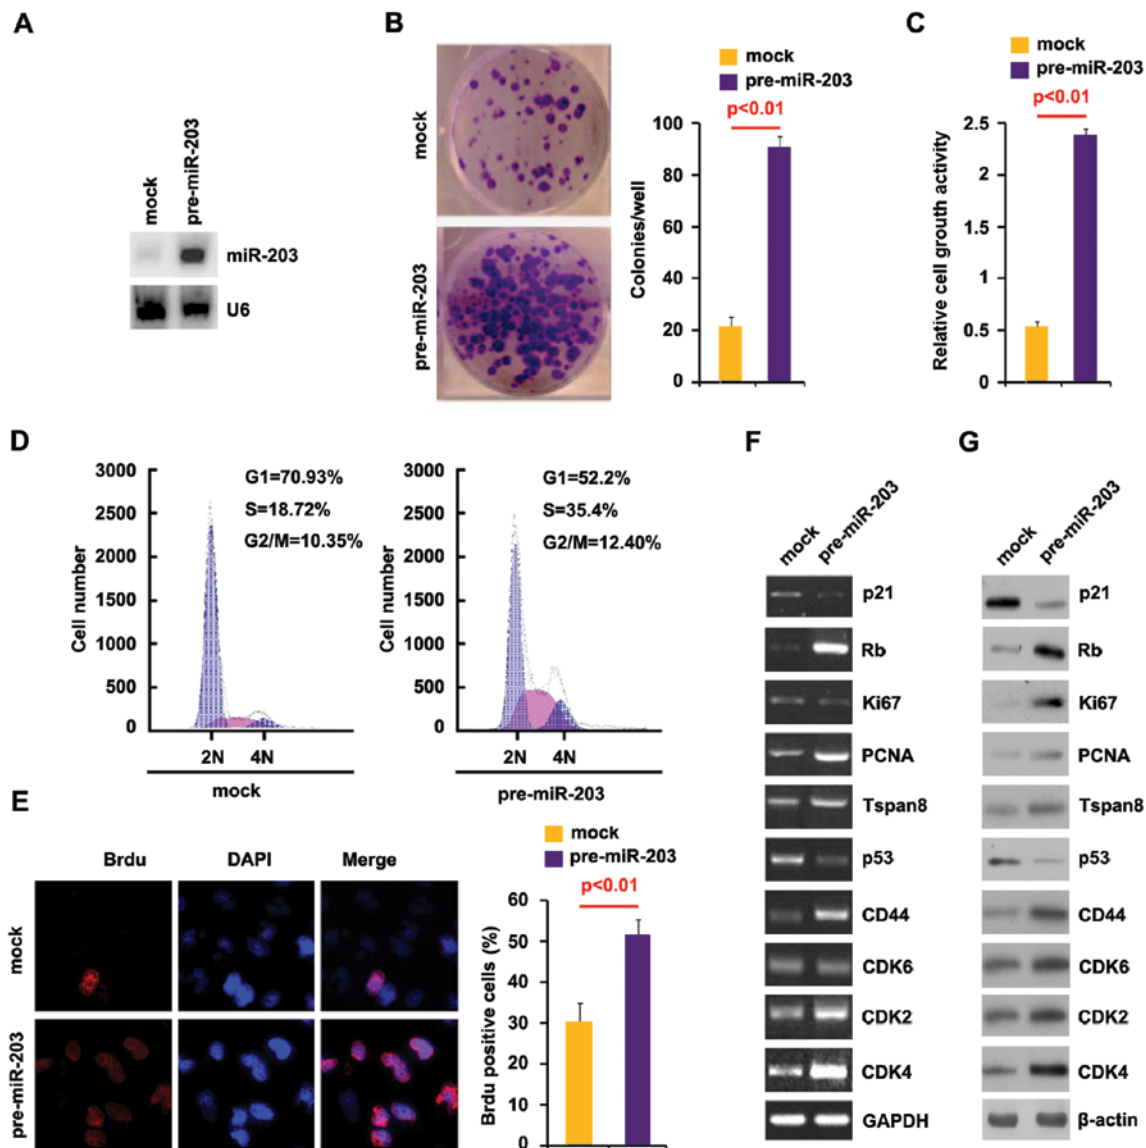 A
mock
pre-miR-203
miR-203
U6
B
mock
pre-miR-203
mock
pre-miR-203
p<0.01
Colonies/well
100
80
60
40
20
0
C
mock
pre-miR-203
p<0.01
Relative cell grouth activity
2.5
2
1.5
1
0.5
0
D
Cell number
3000
2500
2000
1500
1000
500
0
G1=70.93%
S=18.72%
G2/M=10.35%
2N 4N
mock
Cell number
3000
2500
2000
1500
1000
500
0
G1=52.2%
S=35.4%
G2/M=12.40%
2N 4N
pre-miR-203
E
Brdu DAPI Merge
mock
pre-miR-203
mock
pre-miR-203
p<0.01
Brdu positive cells (%)
60
50
40
30
20
10
0
F
mock pre-miR-203
p21
Rb
Ki67
PCNA
Tspan8
p53
CD44
CDK6
CDK2
CDK4
GAPDH
G
mock pre-miR-203
p21
Rb
Ki67
PCNA
Tspan8
p53
CD44
CDK6
CDK2
CDK4
β-actin